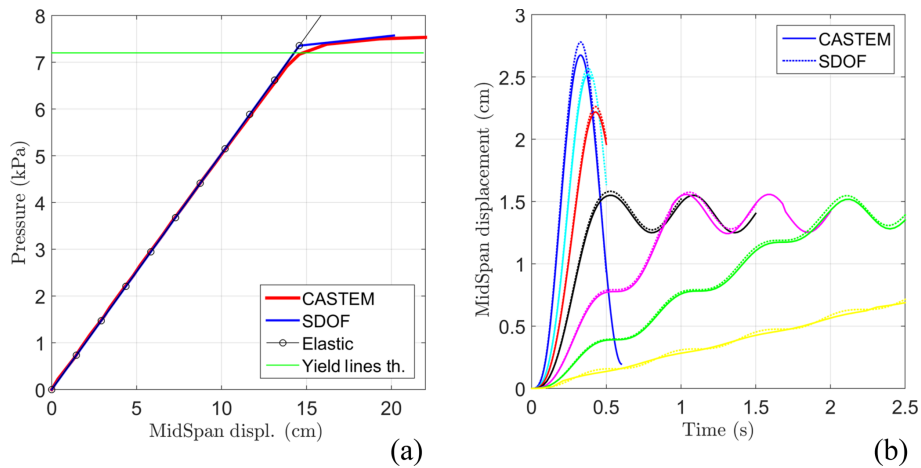 8
7
6
5
4
3
2
1
0
Pressure (kPa)
CASTEM
SDOF
Elastic
Yield lines th.
0 5 10 15 20
MidSpan displ. (cm)
(a)
3
2.5
2
1.5
1
0.5
0
MidSpan displacement (cm)
CASTEM
SDOF
0 0.5 1 1.5 2 2.5
Time (s)
(b)